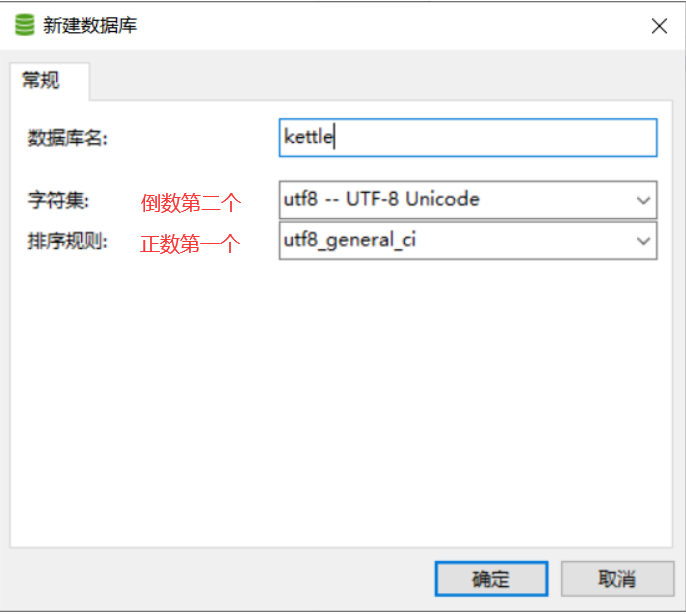 新建数据库
常规
数据库名: kettle
字符集: 倒数第二个 utf8 -- UTF-8 Unicode
排序规则: 正数第一个 utf8_general_ci
确定 取消